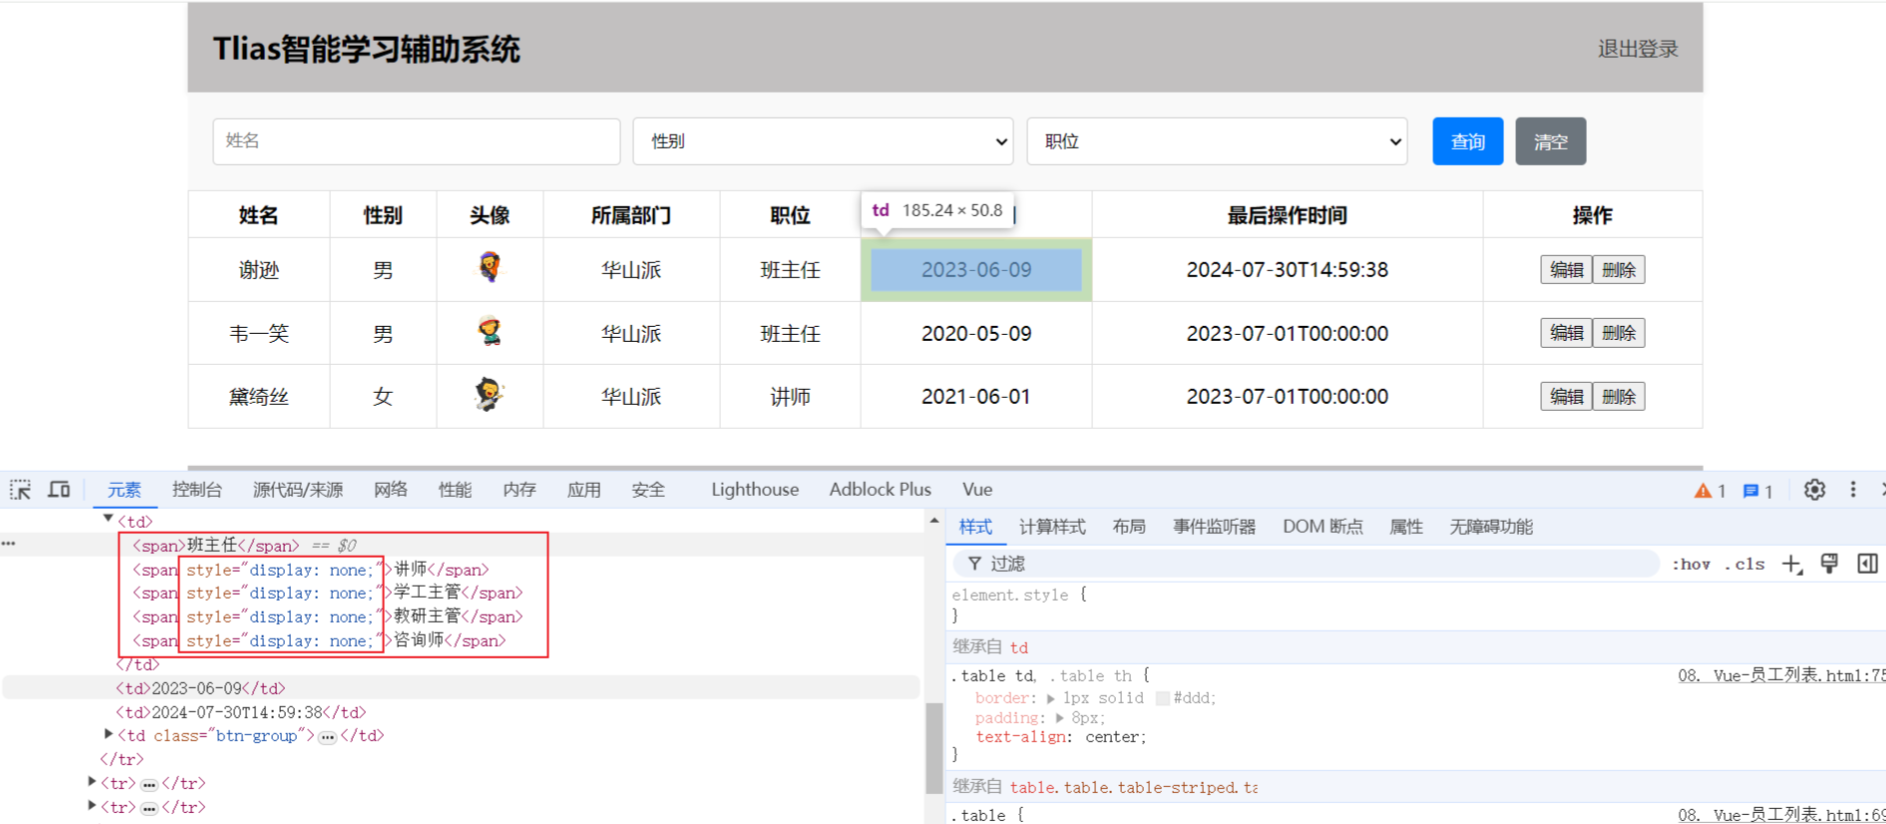 Tlias智能学习辅助系统 退出登录
姓名 性别 职位 查询 清空
姓名 性别 头像 所属部门 职位 td 185.24 × 50.8 最后操作时间 操作
谢逊 男 华山派 班主任 2023-06-09 2024-07-30T14:59:38 编辑 删除
韦一笑 男 华山派 班主任 2020-05-09 2023-07-01T00:00:00 编辑 删除
黛绮丝 女 华山派 讲师 2021-06-01 2023-07-01T00:00:00 编辑 删除
元素 控制台 源代码/来源 网络 性能 内存 应用 安全 Lighthouse Adblock Plus Vue 1 1
<td>
<span>班主任</span> == $0
<span style="display: none;">讲师</span>
<span style="display: none;">学工主管</span>
<span style="display: none;">教研主管</span>
<span style="display: none;">咨询师</span>
</td>
<td>2023-06-09</td>
<td>2024-07-30T14:59:38</td>
<td class="btn-group">…</td>
</tr>
<tr>…</tr>
<tr>…</tr>
样式 计算样式 布局 事件监听器 DOM 断点 属性 无障碍功能
过滤 :hov .cls
element.style {
}
继承自 td
.table td, .table th { 08. Vue-员工列表.html:75
border: 1px solid #ddd;
padding: 8px;
text-align: center;
}
继承自 table.table.table-striped.ta
.table { 08. Vue-员工列表.html:69